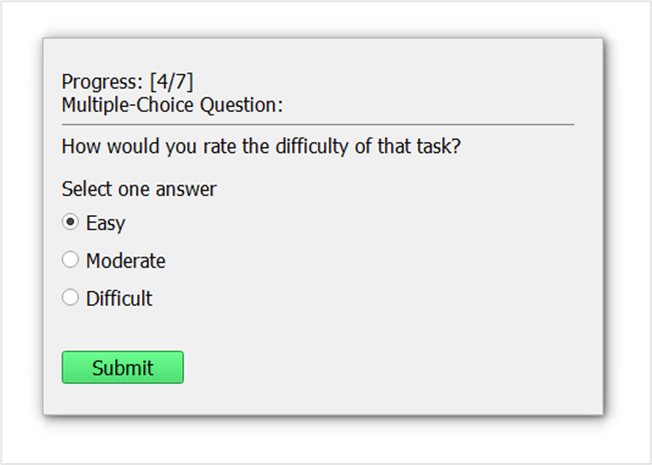 Progress: [4/7]
Multiple-Choice Question:
How would you rate the difficulty of that task?
Select one answer
Easy
Moderate
Difficult
Submit